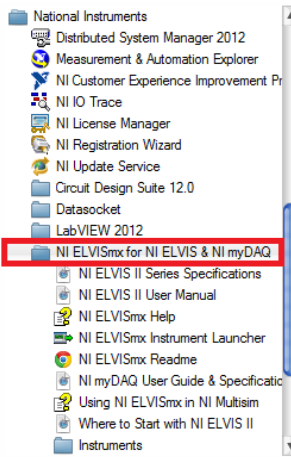 National Instruments
Distributed System Manager 2012
Measurement & Automation Explorer
NI Customer Experience Improvement Pr
NI IO Trace
NI License Manager
NI Registration Wizard
NI Update Service
Circuit Design Suite 12.0
Datasocket
LabVIEW 2012
NI ELVISmx for NI ELVIS & NI myDAQ
NI ELVIS II Series Specifications
NI ELVIS II User Manual
NI ELVISmx Help
NI ELVISmx Instrument Launcher
NI ELVISmx Readme
NI myDAQ User Guide & Specificatic
Using NI ELVISmx in NI Multisim
Where to Start with NI ELVIS II
Instruments